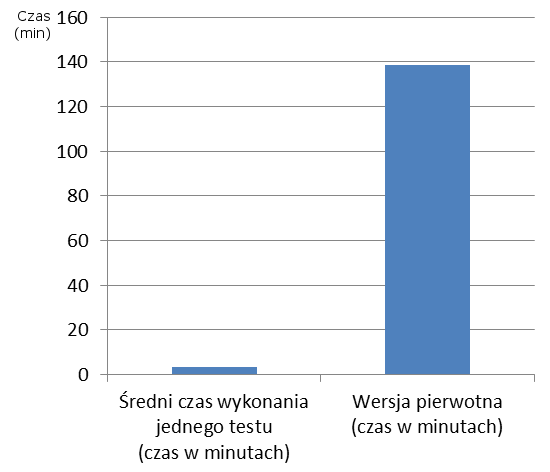 Czas
(min)
160
140
120
100
80
60
40
20
0
Średni czas wykonania
jednego testu
(czas w minutach)
Wersja pierwotna
(czas w minutach)